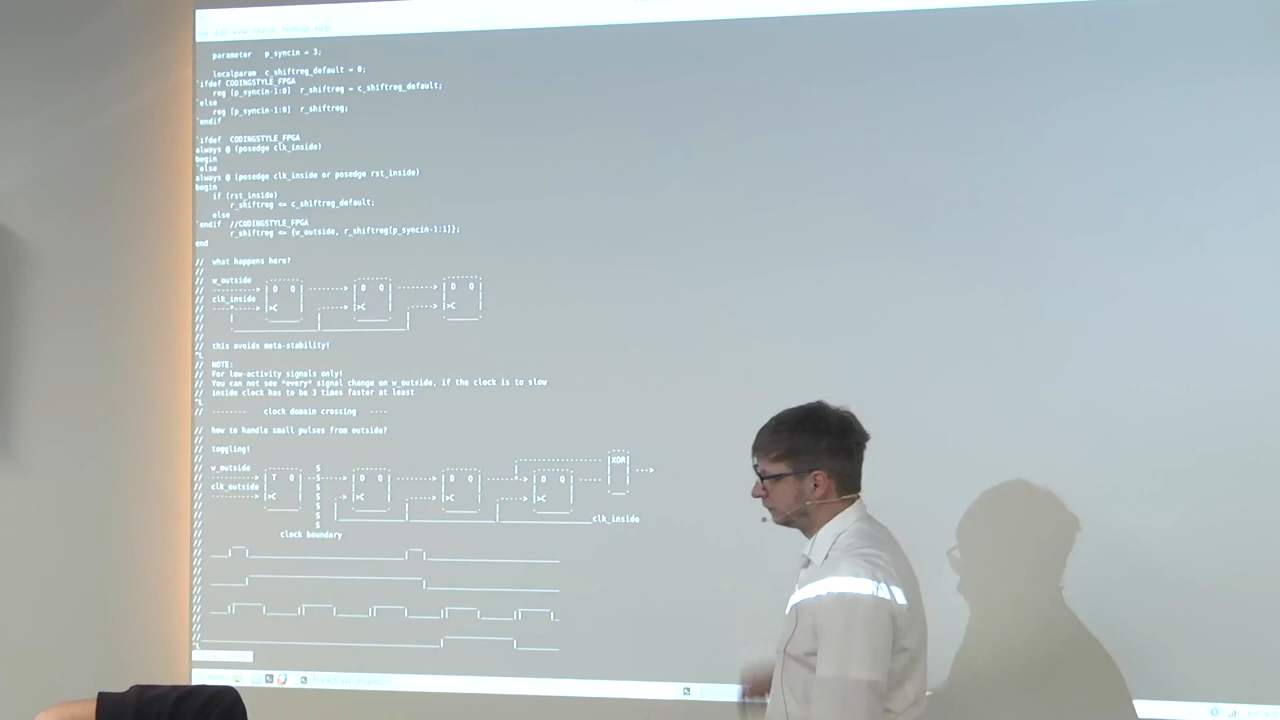 parameter   p_syncin = 3;
localparam  c_shiftreg_default = 0;
`ifdef CODINGSTYLE_FPGA
reg [p_syncin-1:0]  r_shiftreg = c_shiftreg_default;
`else
reg [p_syncin-1:0]  r_shiftreg;
`endif
`ifdef  CODINGSTYLE_FPGA
always @ (posedge clk_inside)
begin
`else
always @ (posedge clk_inside or posedge rst_inside)
begin
if (rst_inside)
r_shiftreg <= c_shiftreg_default;
else
`endif  //CODINGSTYLE_FPGA
r_shiftreg <= {w_outside, r_shiftreg[p_syncin-1:1]};
end
//  what happens here?
//
//  w_outside
//  ---------> | D   Q| --------> | D   Q| --------> | D   Q|
//  clk_inside
//  ---*-----> |>C     ----> |>C     ----> |>C
//
//
//
//  this avoids meta-stability!
^L
//  NOTE:
//  For low-activity signals only!
//  You can not see *every* signal change on w_outside, if the clock is to slow
//  inside clock has to be 3 times faster at least
^L
//  --------   clock domain crossing   ----
//
//  how to handle small pulses from outside?
//
//  toggling!
//
//  w_outside   S   |XOR| --->
//  ----------> | T  Q| --S-----> | D   Q| --------> | D   Q| ------*--> | D   Q| -----
//  clk_outside   S
//  ----------> |>C   S   -> |>C   ----> |>C   ----> |>C
//   S
//   S   clk_inside
//   clock boundary
//
//
//
//
//
//
//
//
^L